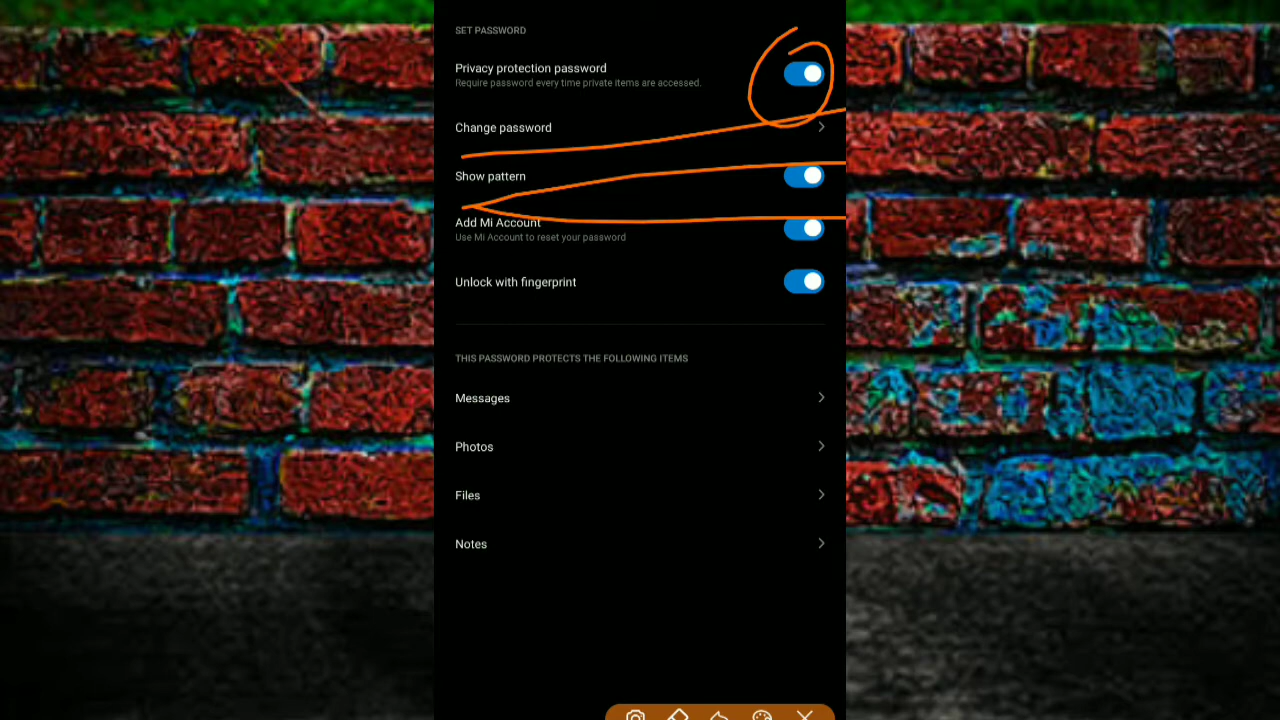 SET PASSWORD
Privacy protection password
Require password every time private items are accessed.
Change password
Show pattern
Add Mi Account
Use Mi Account to reset your password
Unlock with fingerprint
THIS PASSWORD PROTECTS THE FOLLOWING ITEMS
Messages
Photos
Files
Notes